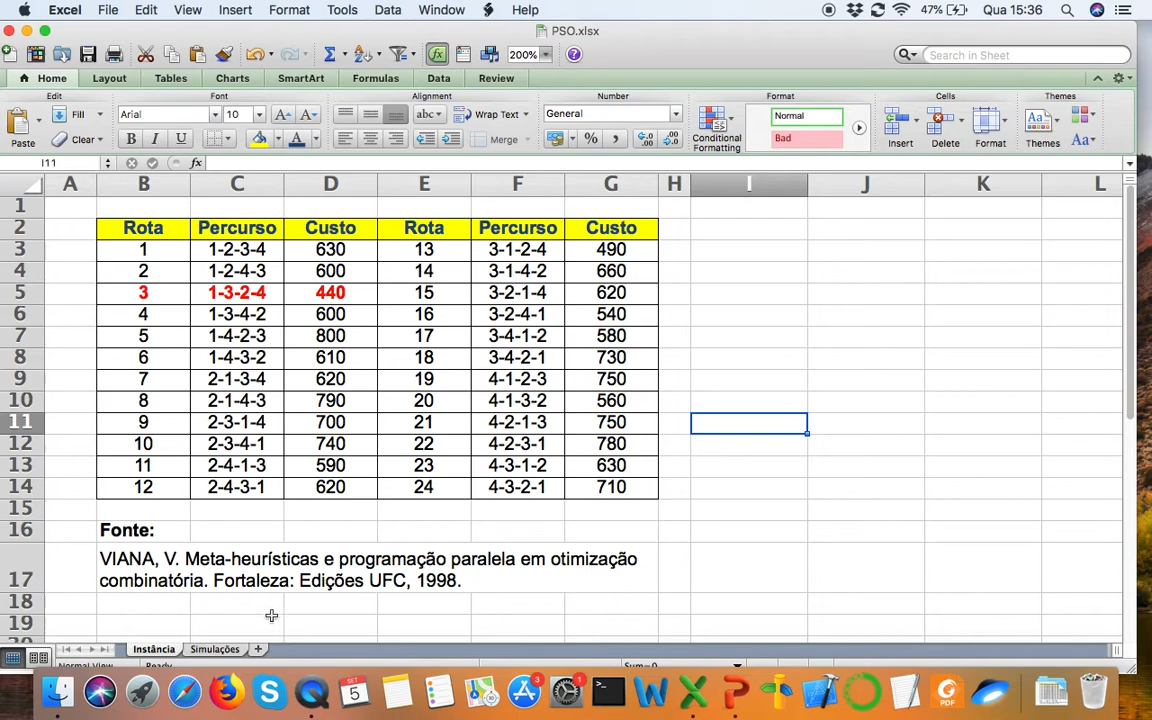 Excel File Edit View Insert Format Tools Data Window Help 47% Qua 15:36
PSO.xlsx
200% Search in Sheet
Home Layout Tables Charts SmartArt Formulas Data Review
Edit Font Alignment Number Format Cells Themes
Fill Arial 10 abc Wrap Text General Normal
Paste Clear B I U Merge Conditional Formatting Bad Insert Delete Format Themes Aa
I11 fx
A B C D E F G H I J K L
1
2 Rota Percurso Custo Rota Percurso Custo
3 1 1-2-3-4 630 13 3-1-2-4 490
4 2 1-2-4-3 600 14 3-1-4-2 660
5 3 1-3-2-4 440 15 3-2-1-4 620
6 4 1-3-4-2 600 16 3-2-4-1 540
7 5 1-4-2-3 800 17 3-4-1-2 580
8 6 1-4-3-2 610 18 3-4-2-1 730
9 7 2-1-3-4 620 19 4-1-2-3 750
10 8 2-1-4-3 790 20 4-1-3-2 560
11 9 2-3-1-4 700 21 4-2-1-3 750
12 10 2-3-4-1 740 22 4-2-3-1 780
13 11 2-4-1-3 590 23 4-3-1-2 630
14 12 2-4-3-1 620 24 4-3-2-1 710
15
16 Fonte:
VIANA, V. Meta-heurísticas e programação paralela em otimização
17 combinatória. Fortaleza: Edições UFC, 1998.
18
19
20
Instância Simulações
Normal View Ready Sum=0
SET
5 3 1 PDF